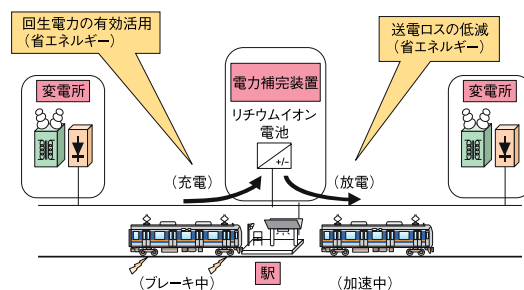 回生電力の有効活用
（省エネルギー）
送電ロスの低減
（省エネルギー）
変電所
電力補完装置
リチウムイオン
電池
+/−
変電所
（充電）
（放電）
駅
（ブレーキ中）
（加速中）